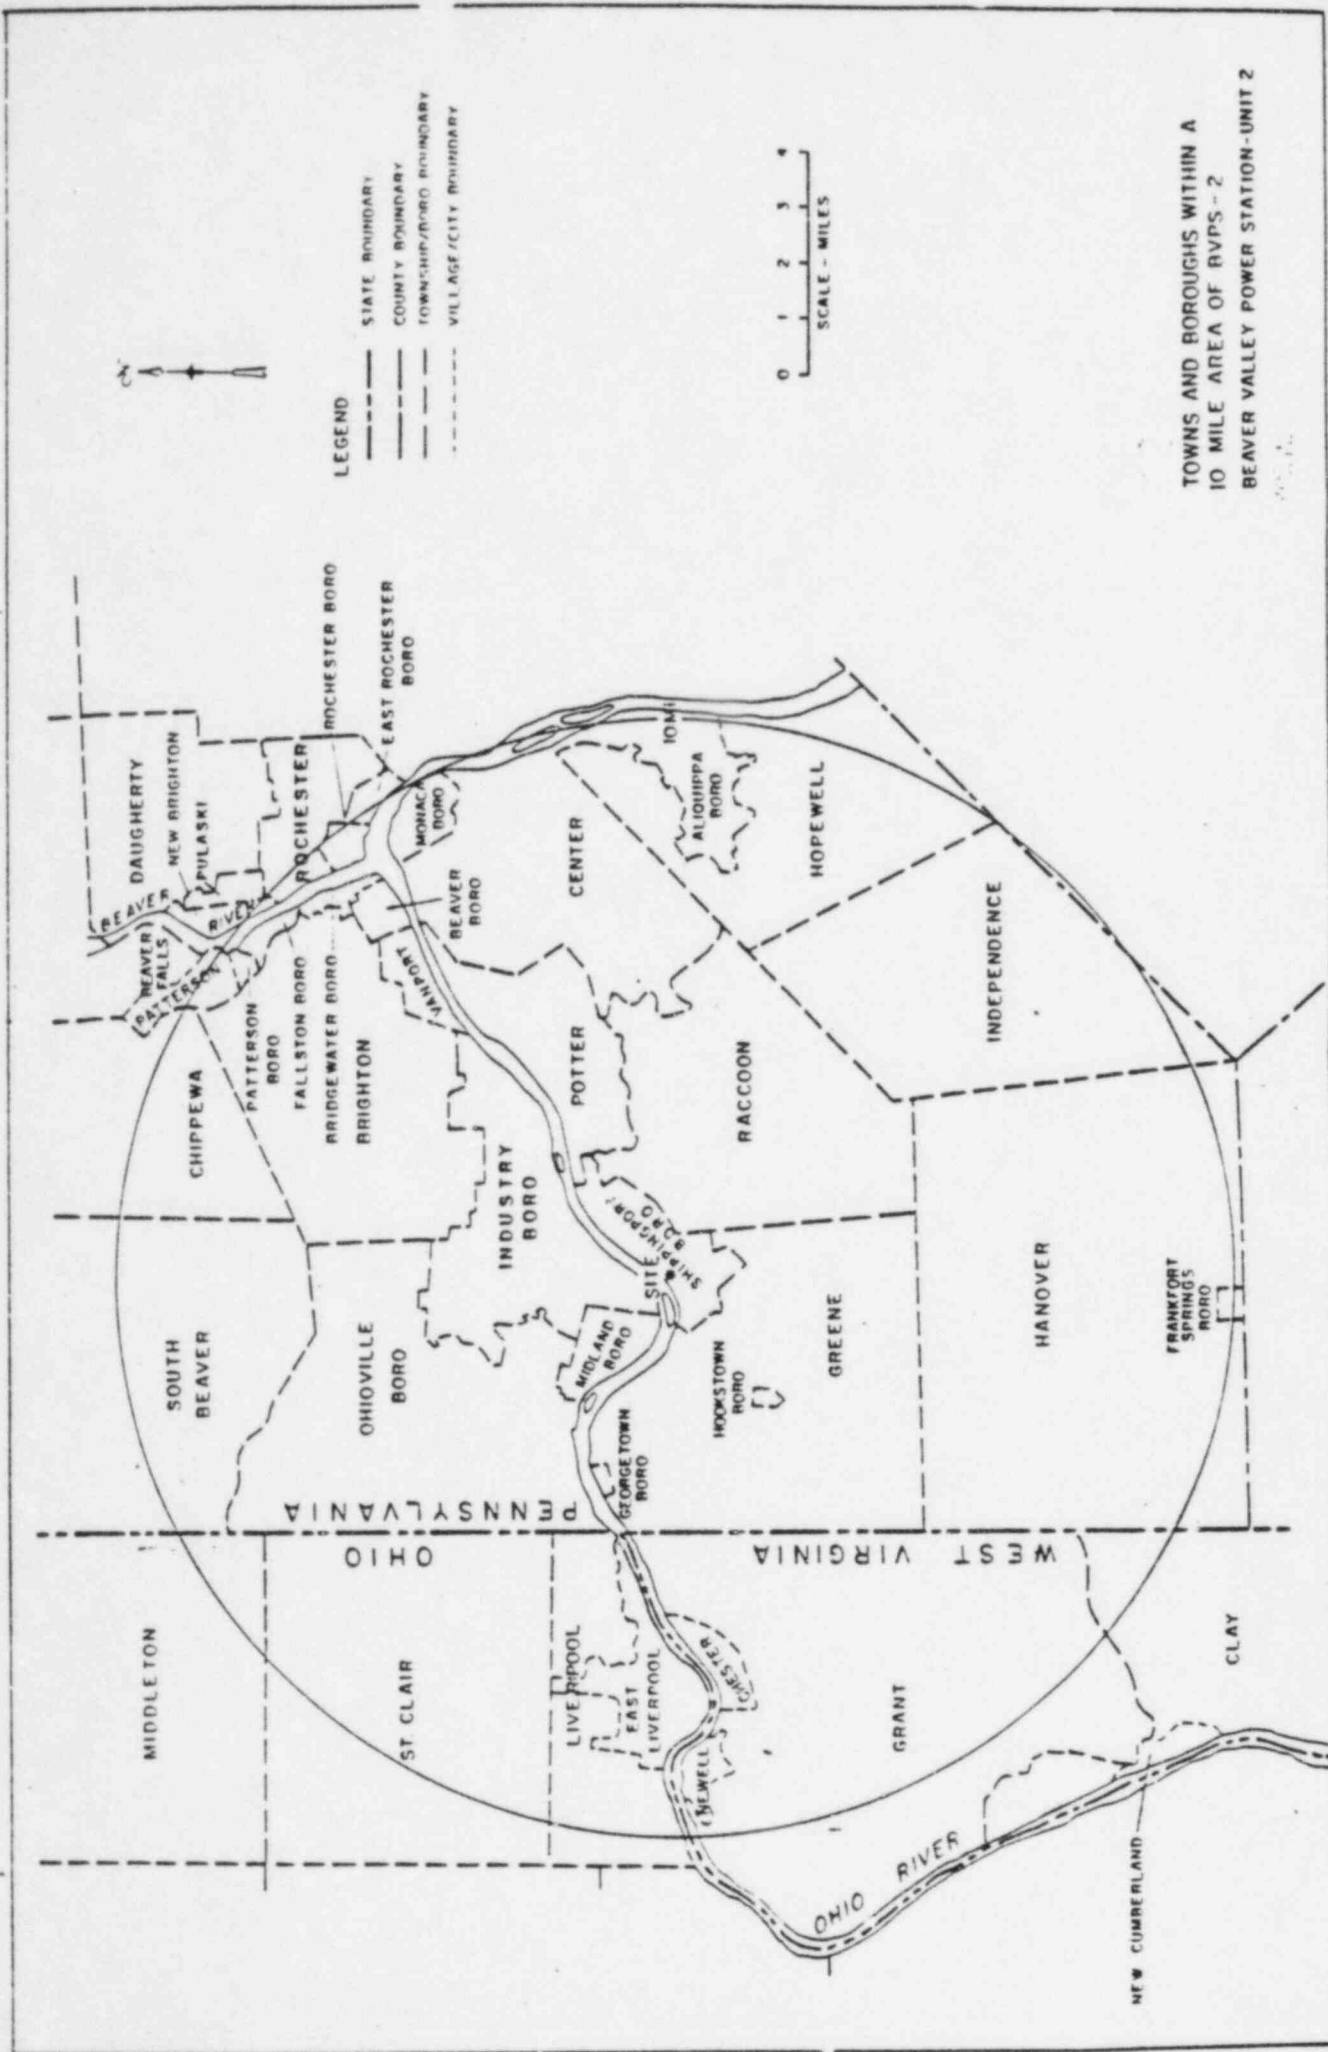 MIDDLETON
SOUTH
BEAVER
CHIPPEWA
PATTERSON
BEAVER
FALLS
BEAVER
RIVER
DAUGHERTY
NEW BRIGHTON
PULASKI
ROCHESTER
ROCHESTER BORO
EAST ROCHESTER
BORO
PATTERSON
BORO
FALLSTON BORO
BRIDGEWATER BORO
BRIGHTON
VANPORT
BEAVER
BORO
MONACA
BORO
ST. CLAIR
OHIO
PENNSYLVANIA
OHIOVILLE
BORO
INDUSTRY
BORO
MIDLAND
BORO
SITE
SHIPPINGPORT
BORO
POTTER
CENTER
10 MI
ALIQUIPPA
BORO
HOPEWELL
RACCOON
INDEPENDENCE
LIVERPOOL
EAST
LIVERPOOL
GEORGETOWN
BORO
HOOKSTOWN
BORO
GREENE
HANOVER
FRANKFORT
SPRINGS
BORO
CHESTER
NEWELL
GRANT
WEST VIRGINIA
CLAY
OHIO RIVER
NEW CUMBERLAND
N
LEGEND
STATE BOUNDARY
COUNTY BOUNDARY
TOWNSHIP/BORO BOUNDARY
VILLAGE/CITY BOUNDARY
0 1 2 3 4
SCALE - MILES
TOWNS AND BOROUGHS WITHIN A
10 MILE AREA OF BVPS-2
BEAVER VALLEY POWER STATION-UNIT 2